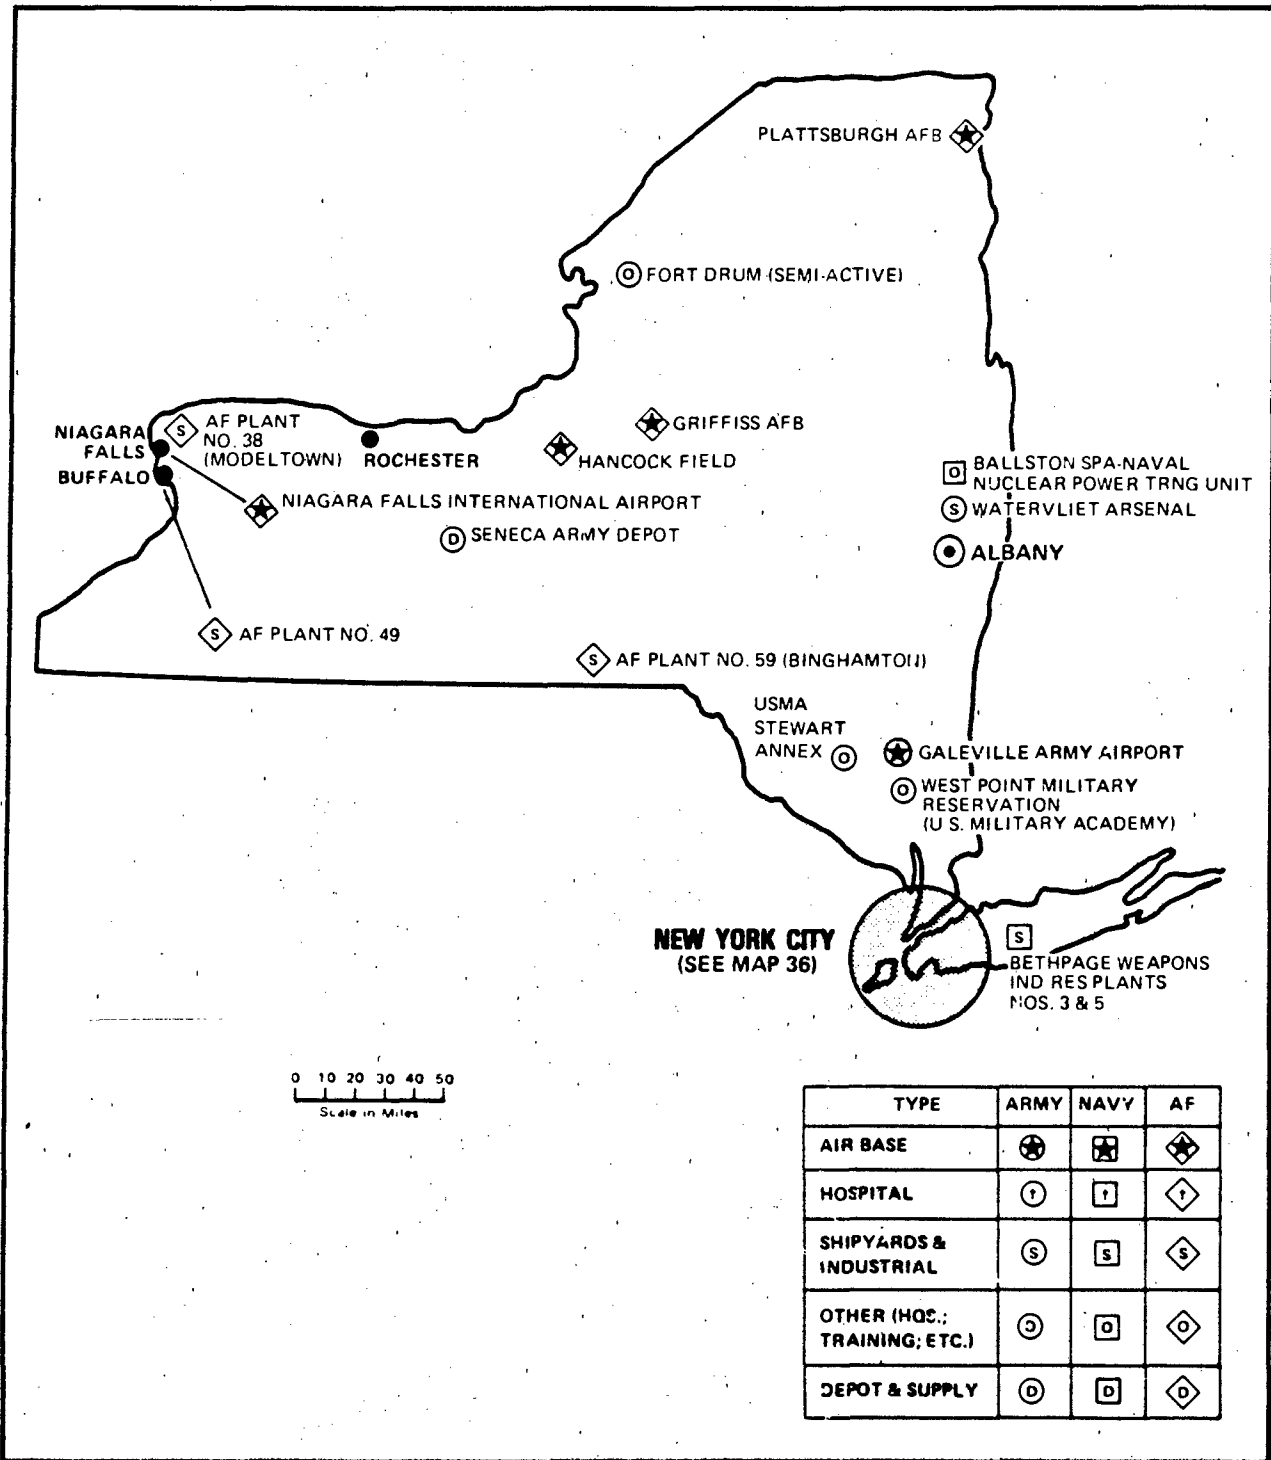 PLATTSBURGH AFB
O FORT DRUM (SEMI-ACTIVE)
GRIFFISS AFB
HANCOCK FIELD
S AF PLANT
NO. 38
(MODELTOWN)
NIAGARA
FALLS
BUFFALO
ROCHESTER
NIAGARA FALLS INTERNATIONAL AIRPORT
D SENECA ARMY DEPOT
O BALLSTON SPA-NAVAL
NUCLEAR POWER TRNG UNIT
S WATERVLIET ARSENAL
ALBANY
S AF PLANT NO. 49
S AF PLANT NO. 59 (BINGHAMTON)
USMA
STEWART
ANNEX O
GALEVILLE ARMY AIRPORT
O WEST POINT MILITARY
RESERVATION
(U S. MILITARY ACADEMY)
NEW YORK CITY
(SEE MAP 36)
S
BETHPAGE WEAPONS
IND RES PLANTS
NOS. 3 & 5
0 10 20 30 40 50
Scale in Miles
TYPE ARMY NAVY AF
AIR BASE
HOSPITAL
SHIPYARDS &
INDUSTRIAL S S S
OTHER (HOS.;
TRAINING; ETC.) O O O
DEPOT & SUPPLY D D D